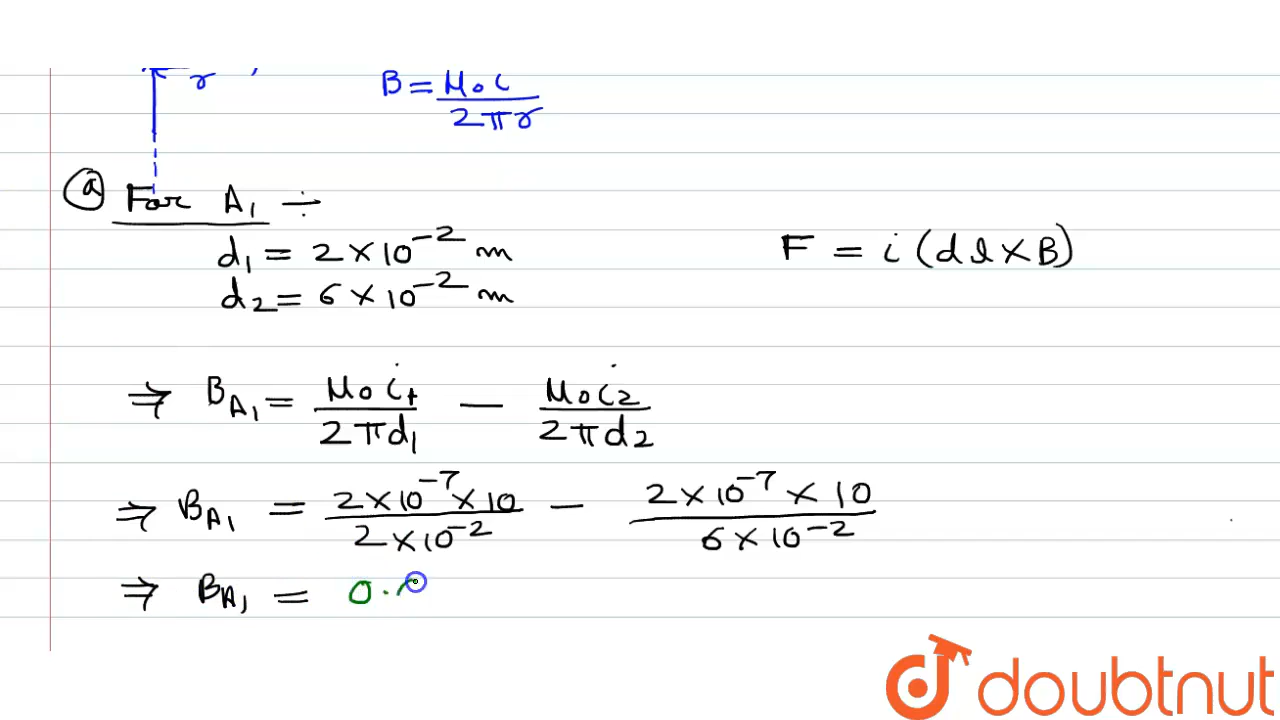 r
B = μ₀i / 2πr
(a) For A₁ ÷
d₁ = 2 × 10⁻² m
F = i (dl × B)
d₂ = 6 × 10⁻² m
⇒ B_A₁ = μ₀i₁ / 2πd₁ − μ₀i₂ / 2πd₂
⇒ B_A₁ = 2 × 10⁻⁷ × 10 / 2 × 10⁻² − 2 × 10⁻⁷ × 10 / 6 × 10⁻²
⇒ B_A₁ = 0.
doubtnut